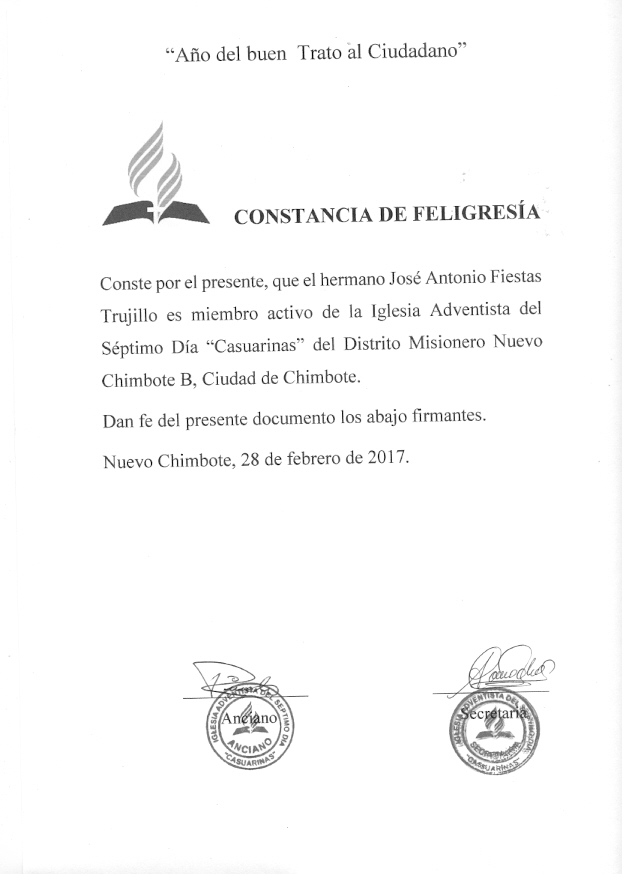 “Año del buen Trato al Ciudadano”
CONSTANCIA DE FELIGRESÍA
Conste por el presente, que el hermano José Antonio Fiestas
Trujillo es miembro activo de la Iglesia Adventista del
Séptimo Día “Casuarinas” del Distrito Misionero Nuevo
Chimbote B, Ciudad de Chimbote.
Dan fe del presente documento los abajo firmantes.
Nuevo Chimbote, 28 de febrero de 2017.
Anciano
IGLESIA ADVENTISTA DEL SEPTIMO DIA
ANCIANO
"CASUARINAS"
Secretaria
IGLESIA ADVENTISTA DEL SEPTIMO DIA
"CASUARINAS"